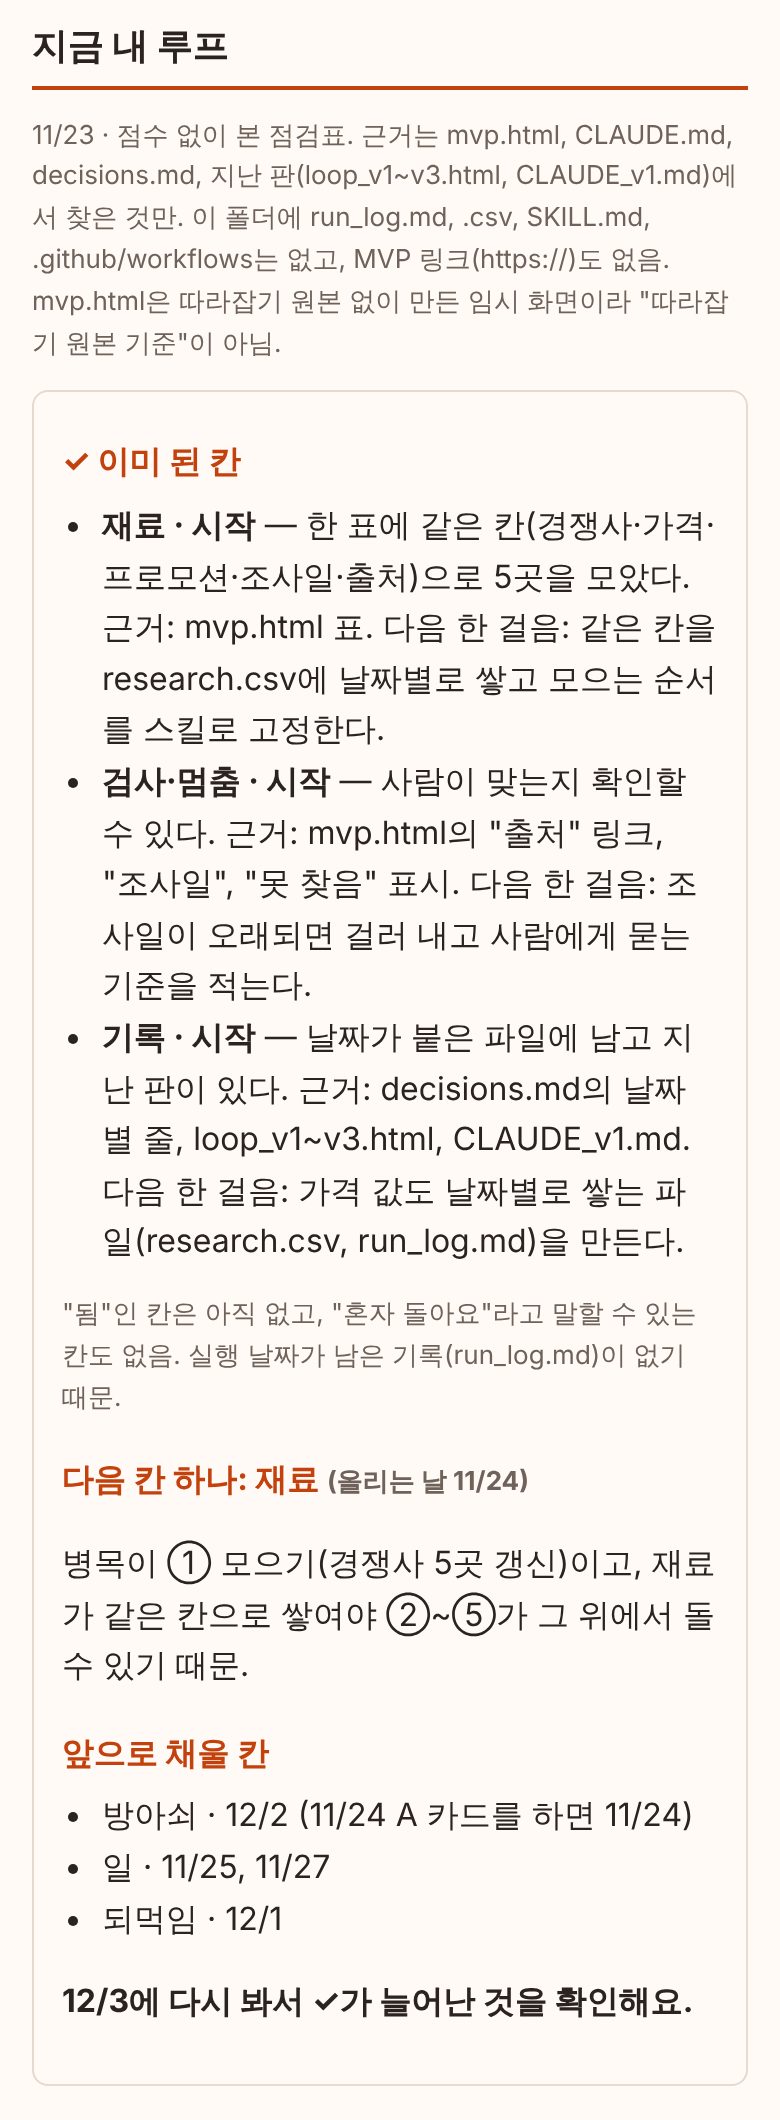 지금 내 루프
11/23 · 점수 없이 본 점검표. 근거는 mvp.html, CLAUDE.md,
decisions.md, 지난 판(loop_v1~v3.html, CLAUDE_v1.md)에
서 찾은 것만. 이 폴더에 run_log.md, .csv, SKILL.md,
.github/workflows는 없고, MVP 링크(https://)도 없음.
mvp.html은 따라잡기 원본 없이 만든 임시 화면이라 "따라잡
기 원본 기준"이 아님.
✓ 이미 된 칸
• 재료 · 시작 — 한 표에 같은 칸(경쟁사·가격·
프로모션·조사일·출처)으로 5곳을 모았다.
근거: mvp.html 표. 다음 한 걸음: 같은 칸을
research.csv에 날짜별로 쌓고 모으는 순서
를 스킬로 고정한다.
• 검사·멈춤 · 시작 — 사람이 맞는지 확인할
수 있다. 근거: mvp.html의 "출처" 링크,
"조사일", "못 찾음" 표시. 다음 한 걸음: 조
사일이 오래되면 걸러 내고 사람에게 묻는
기준을 적는다.
• 기록 · 시작 — 날짜가 붙은 파일에 남고 지
난 판이 있다. 근거: decisions.md의 날짜
별 줄, loop_v1~v3.html, CLAUDE_v1.md.
다음 한 걸음: 가격 값도 날짜별로 쌓는 파
일(research.csv, run_log.md)을 만든다.
"됨"인 칸은 아직 없고, "혼자 돌아요"라고 말할 수 있는
칸도 없음. 실행 날짜가 남은 기록(run_log.md)이 없기
때문.
다음 칸 하나: 재료 (올리는 날 11/24)
병목이 ① 모으기(경쟁사 5곳 갱신)이고, 재료
가 같은 칸으로 쌓여야 ②~⑤가 그 위에서 돌
수 있기 때문.
앞으로 채울 칸
• 방아쇠 · 12/2 (11/24 A 카드를 하면 11/24)
• 일 · 11/25, 11/27
• 되먹임 · 12/1
12/3에 다시 봐서 ✓가 늘어난 것을 확인해요.